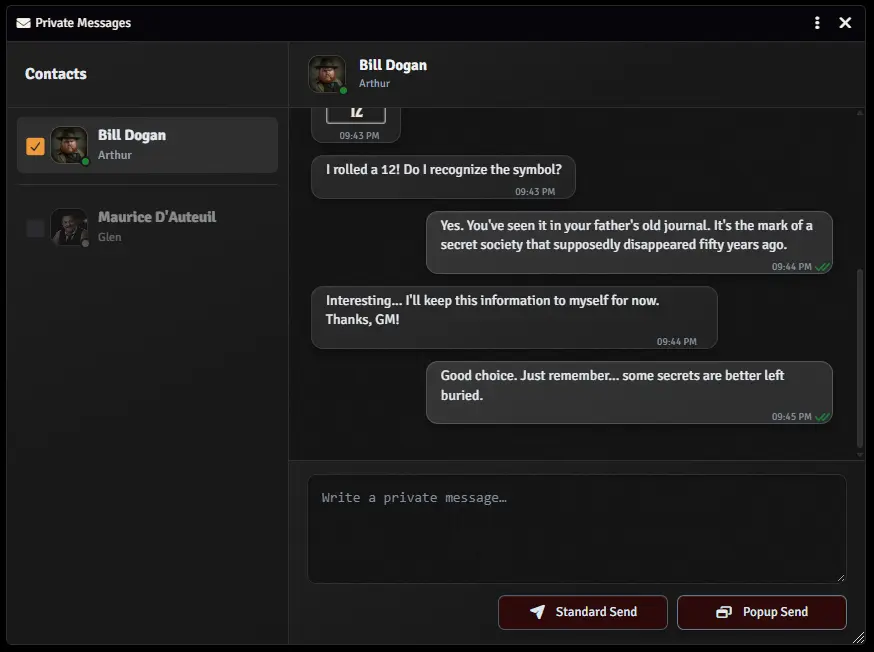 Private Messages
Contacts
Bill Dogan
Arthur
Maurice D'Auteuil
Glen
Bill Dogan
Arthur
12
09:43 PM
I rolled a 12! Do I recognize the symbol?
09:43 PM
Yes. You've seen it in your father's old journal. It's the mark of a
secret society that supposedly disappeared fifty years ago.
09:44 PM
Interesting... I'll keep this information to myself for now.
Thanks, GM!
09:44 PM
Good choice. Just remember... some secrets are better left
buried.
09:45 PM
Write a private message…
Standard Send
Popup Send